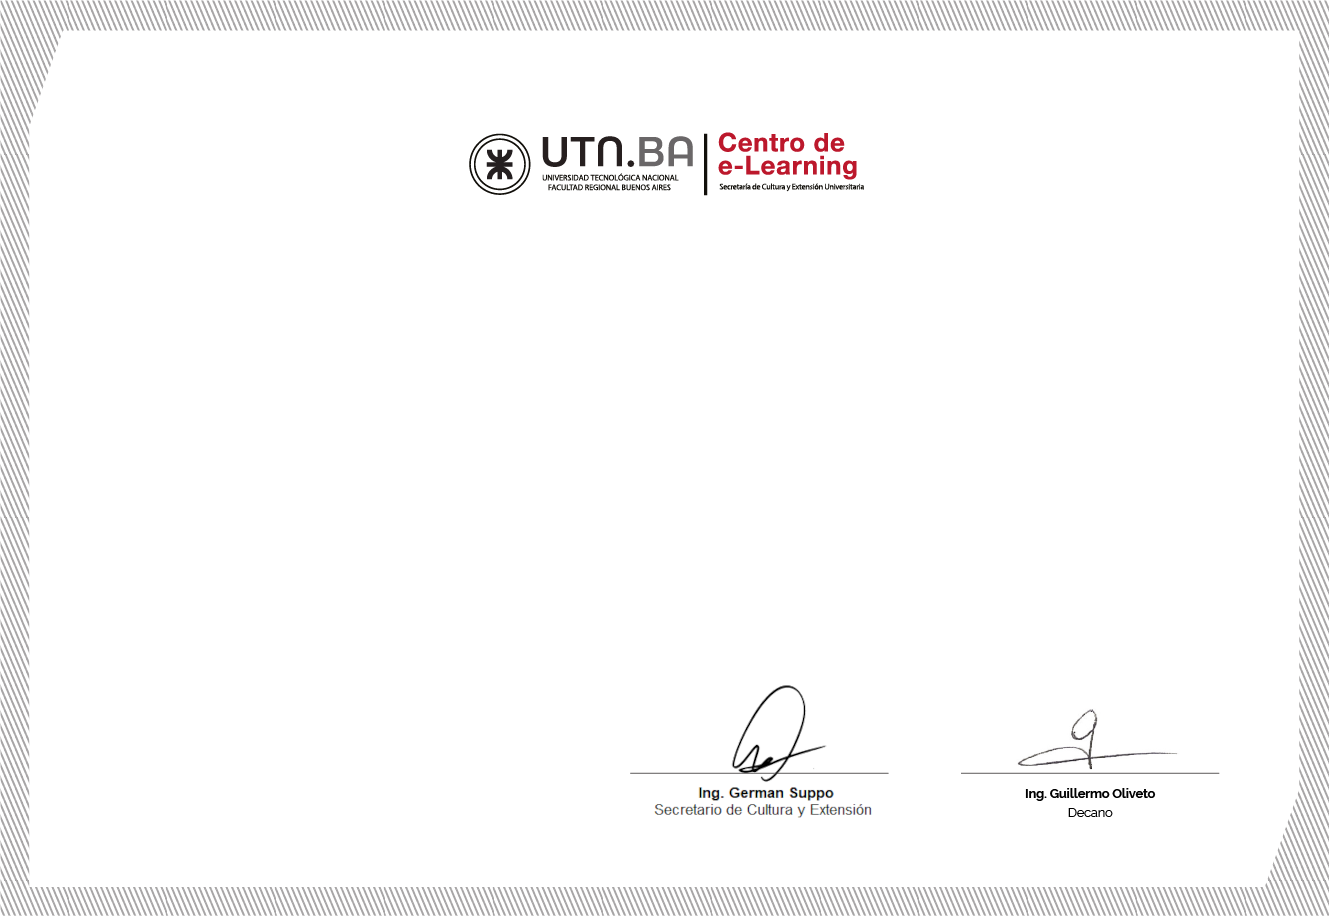 UTN.BA
UNIVERSIDAD TECNOLÓGICA NACIONAL
FACULTAD REGIONAL BUENOS AIRES
Centro de
e-Learning
Secretaría de Cultura y Extensión Universitaria
Ing. German Suppo
Secretario de Cultura y Extensión
Ing. Guillermo Oliveto
Decano